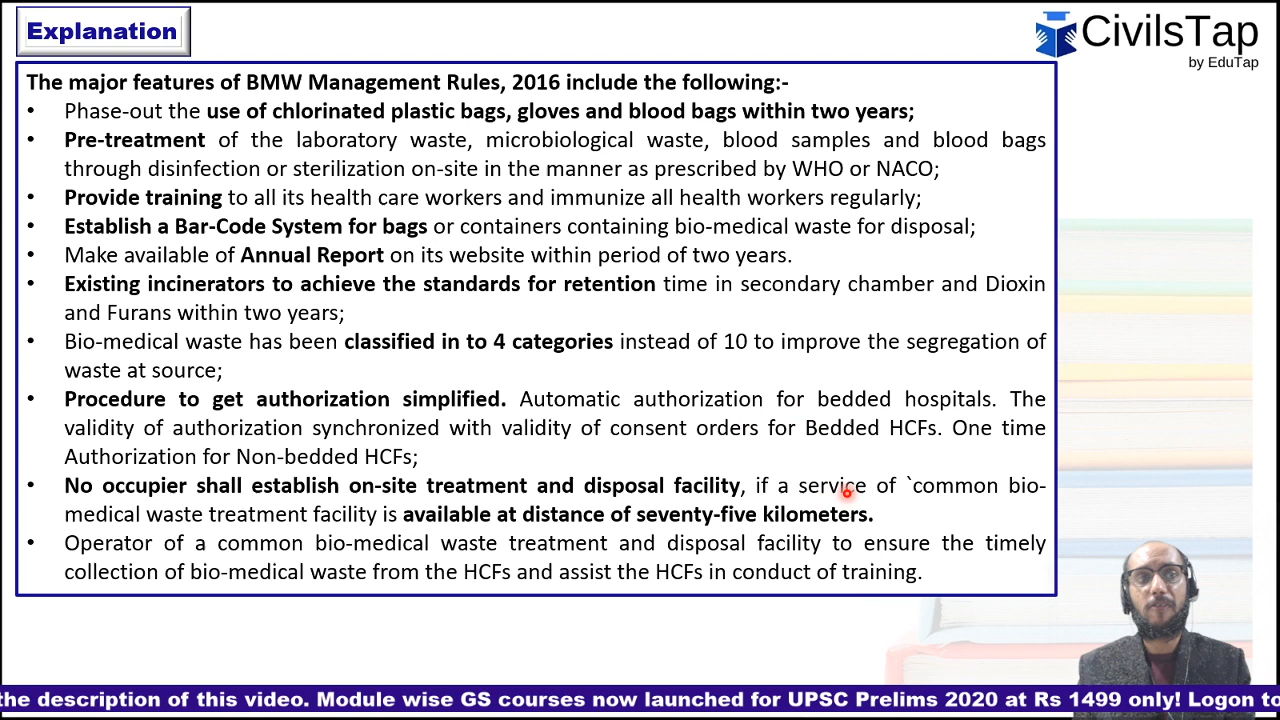 Explanation
CivilsTap
by EduTap
The major features of BMW Management Rules, 2016 include the following:-
• Phase-out the use of chlorinated plastic bags, gloves and blood bags within two years;
• Pre-treatment of the laboratory waste, microbiological waste, blood samples and blood bags
through disinfection or sterilization on-site in the manner as prescribed by WHO or NACO;
• Provide training to all its health care workers and immunize all health workers regularly;
• Establish a Bar-Code System for bags or containers containing bio-medical waste for disposal;
• Make available of Annual Report on its website within period of two years.
• Existing incinerators to achieve the standards for retention time in secondary chamber and Dioxin
and Furans within two years;
• Bio-medical waste has been classified in to 4 categories instead of 10 to improve the segregation of
waste at source;
• Procedure to get authorization simplified. Automatic authorization for bedded hospitals. The
validity of authorization synchronized with validity of consent orders for Bedded HCFs. One time
Authorization for Non-bedded HCFs;
• No occupier shall establish on-site treatment and disposal facility, if a service of `common bio-
medical waste treatment facility is available at distance of seventy-five kilometers.
• Operator of a common bio-medical waste treatment and disposal facility to ensure the timely
collection of bio-medical waste from the HCFs and assist the HCFs in conduct of training.
the description of this video. Module wise GS courses now launched for UPSC Prelims 2020 at Rs 1499 only! Logon to